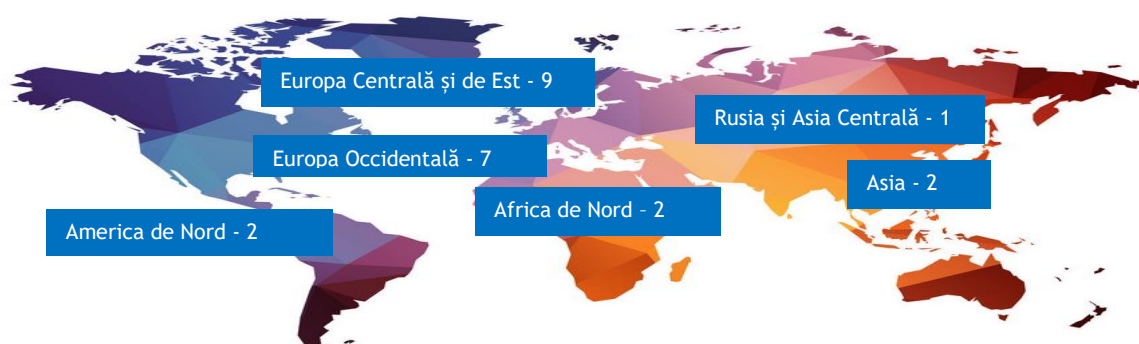 Europa Centrală și de Est - 9
Rusia și Asia Centrală - 1
Europa Occidentală - 7
Asia - 2
Africa de Nord – 2
America de Nord - 2